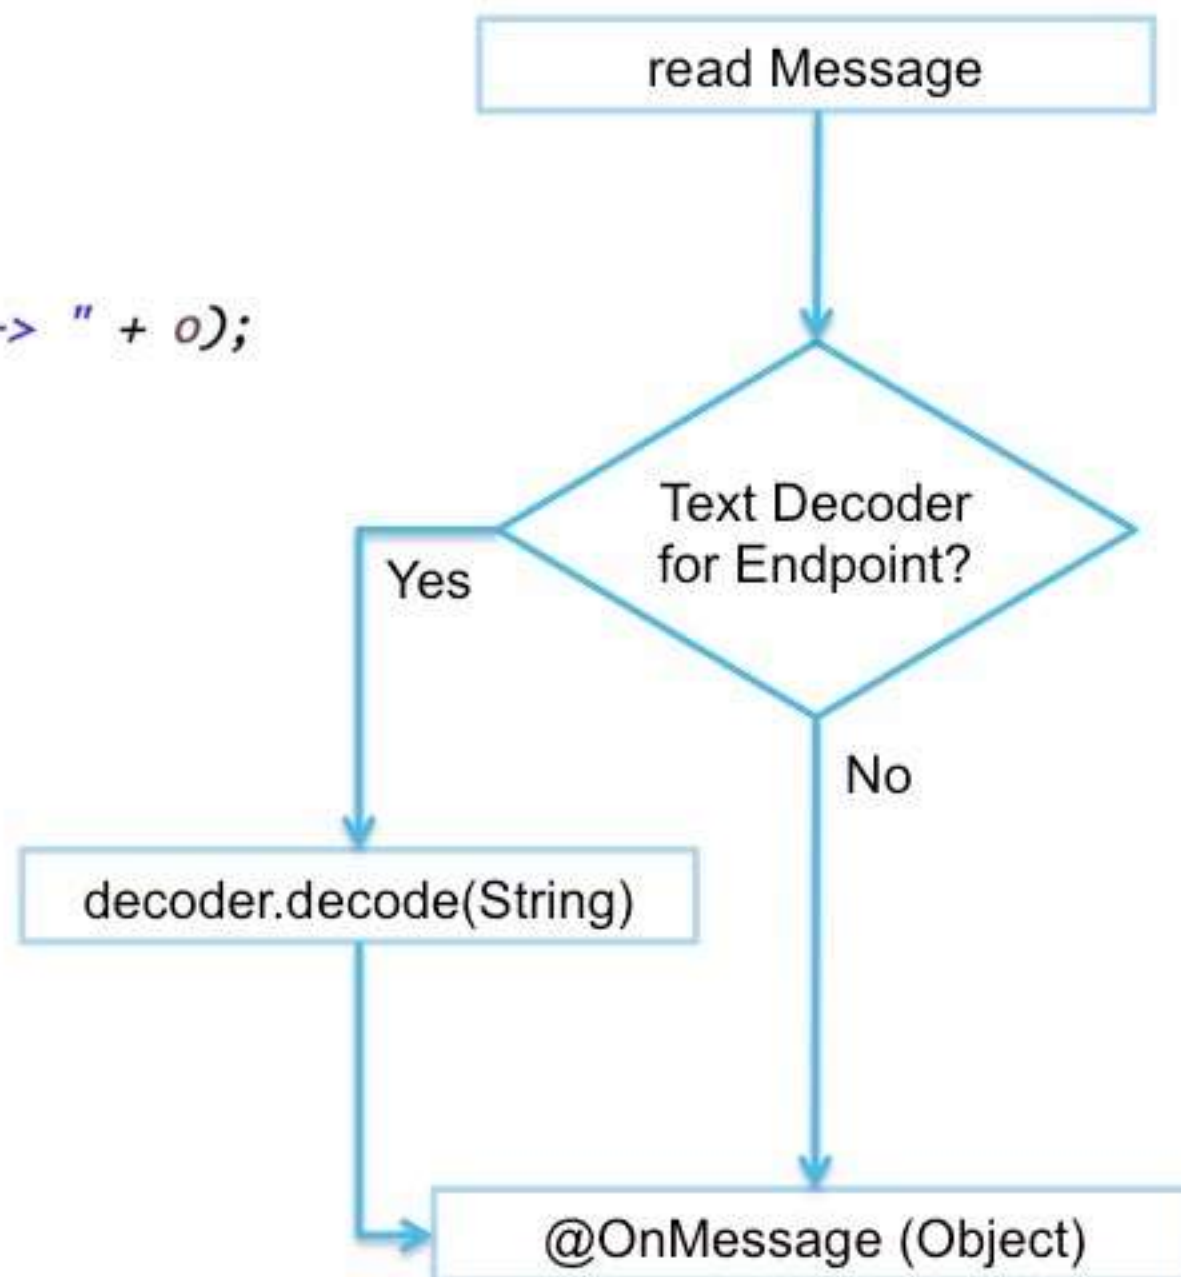 read Message
-> " + o);
Text Decoder
for Endpoint?
Yes
No
decoder.decode(String)
@OnMessage (Object)